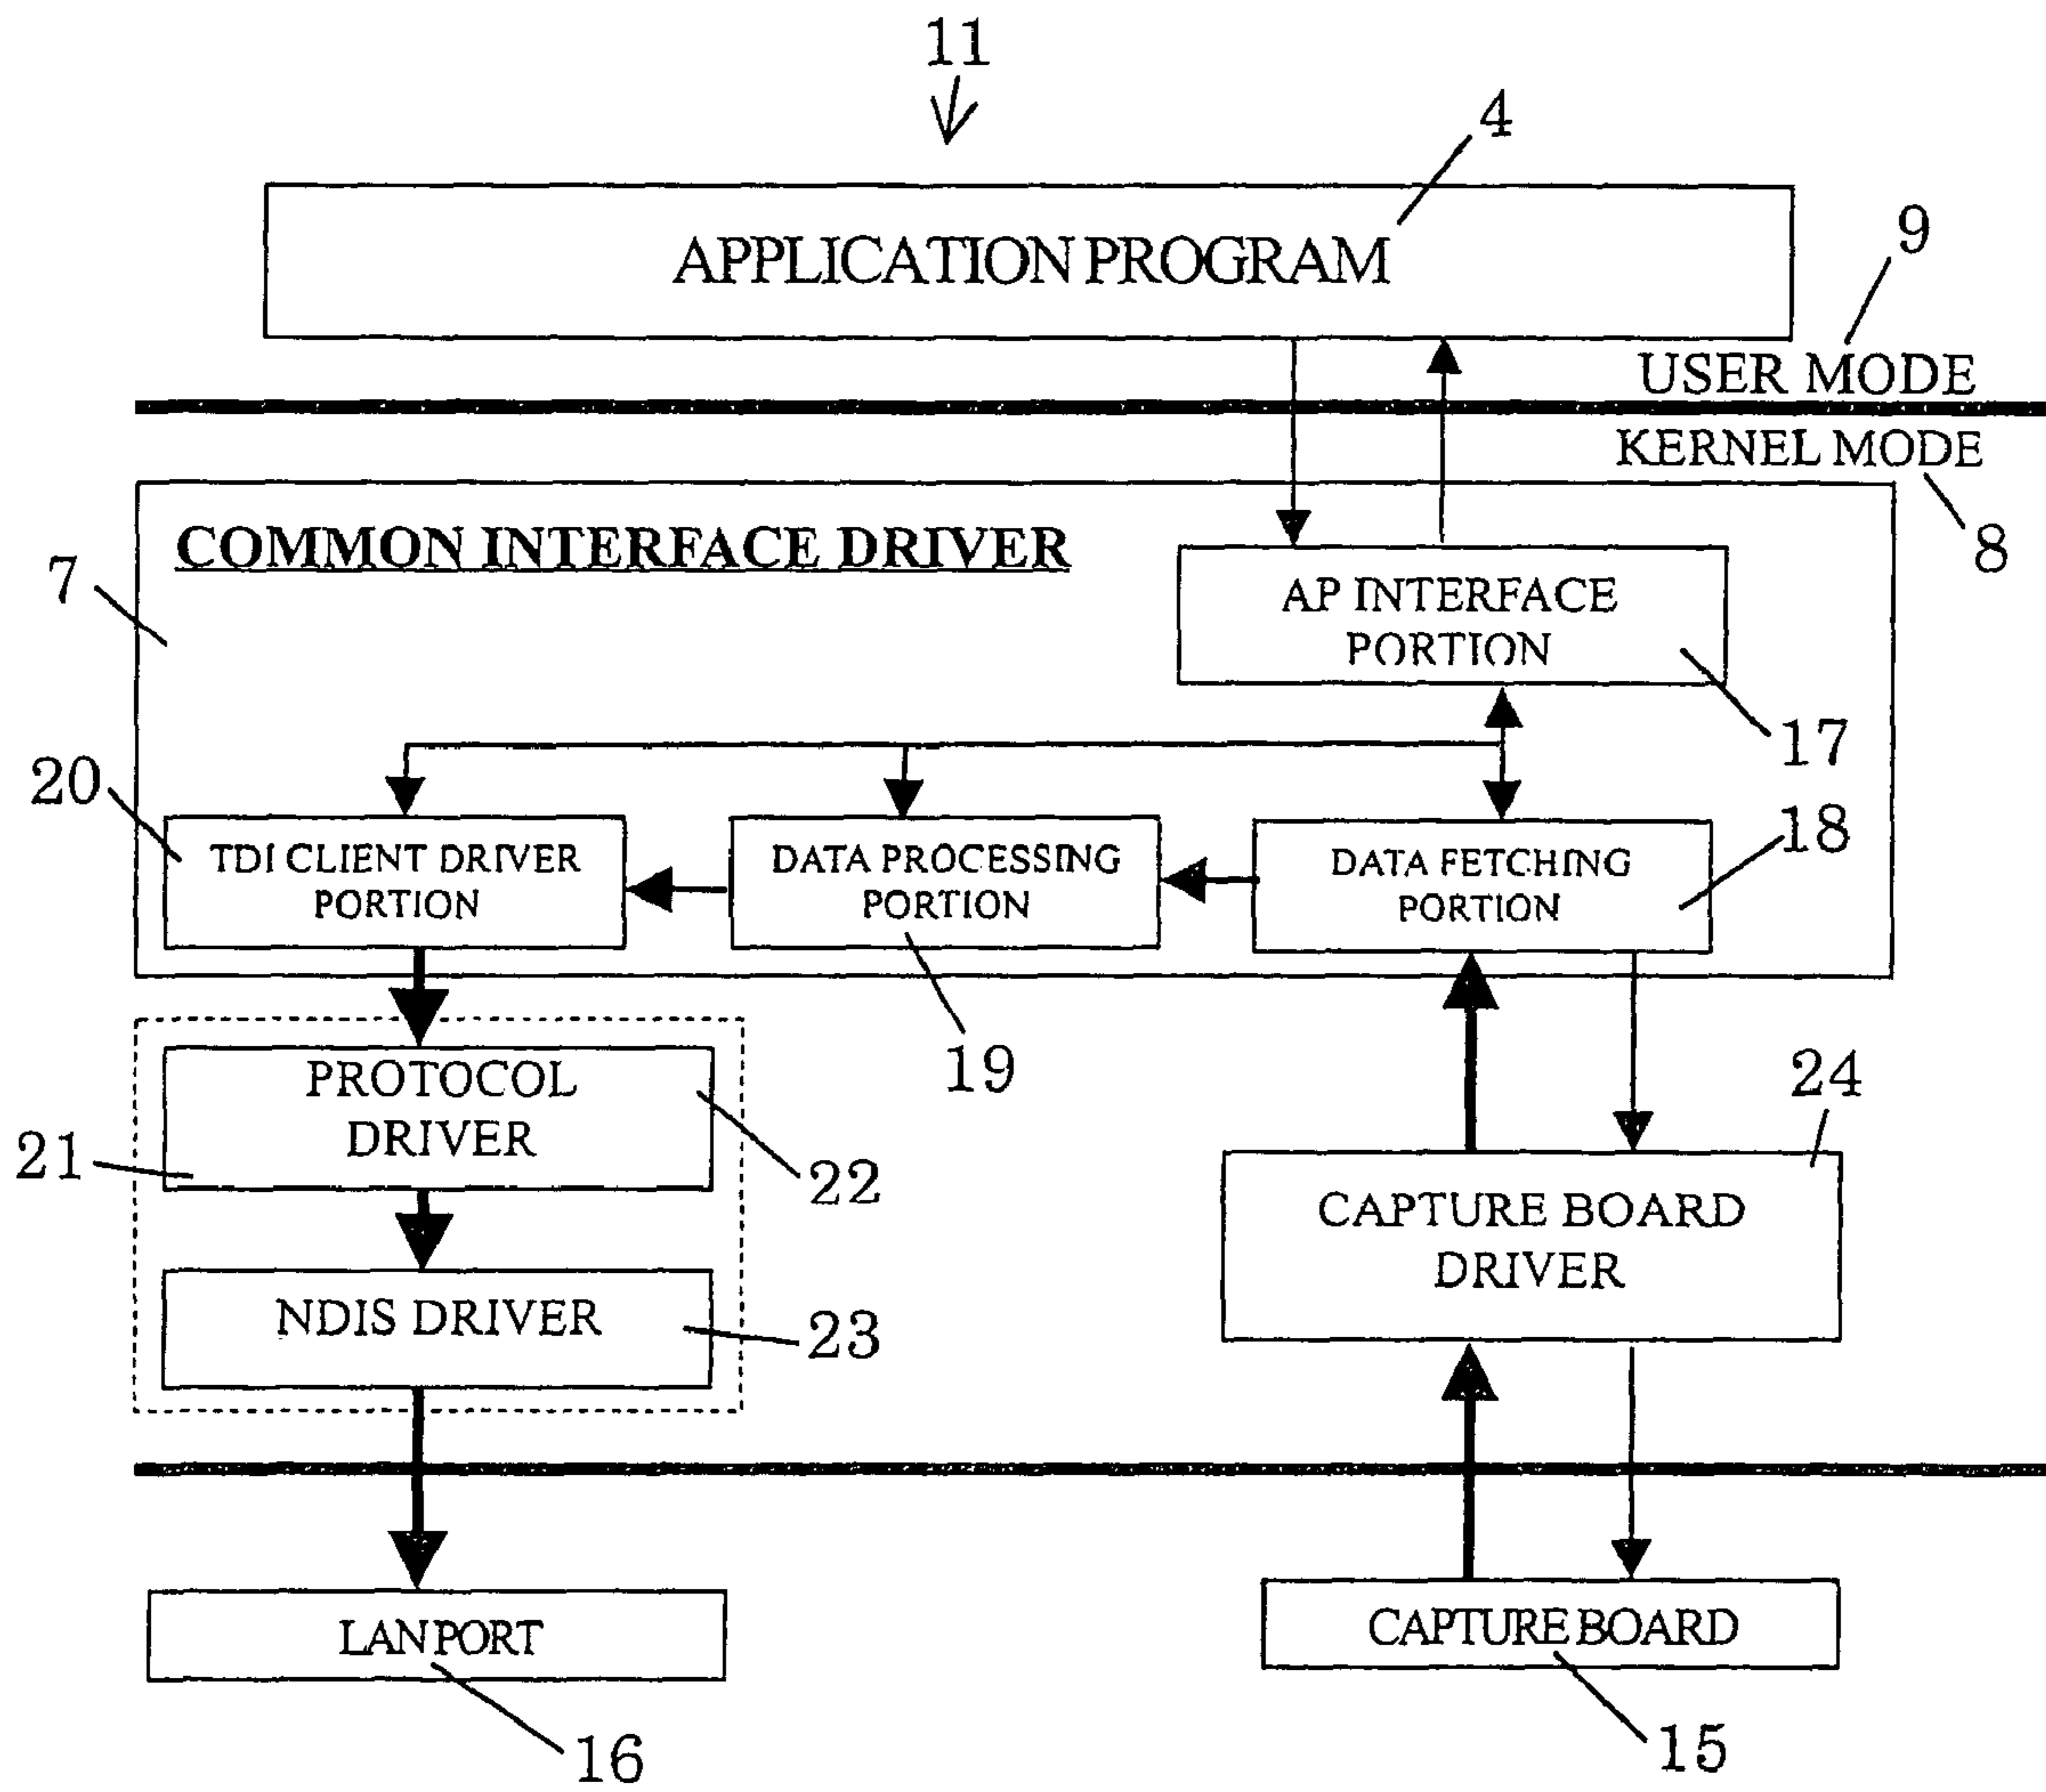 11
4
APPLICATION PROGRAM
9
USER MODE
KERNEL MODE
8
COMMON INTERFACE DRIVER
7
AP INTERFACE
PORTION
17
20
18
TDI CLIENT DRIVER
PORTION
DATA PROCESSING
PORTION
DATA FETCHING
PORTION
19
PROTOCOL
DRIVER
21
22
24
CAPTURE BOARD
DRIVER
NDIS DRIVER
23
LAN PORT
CAPTURE BOARD
16
15